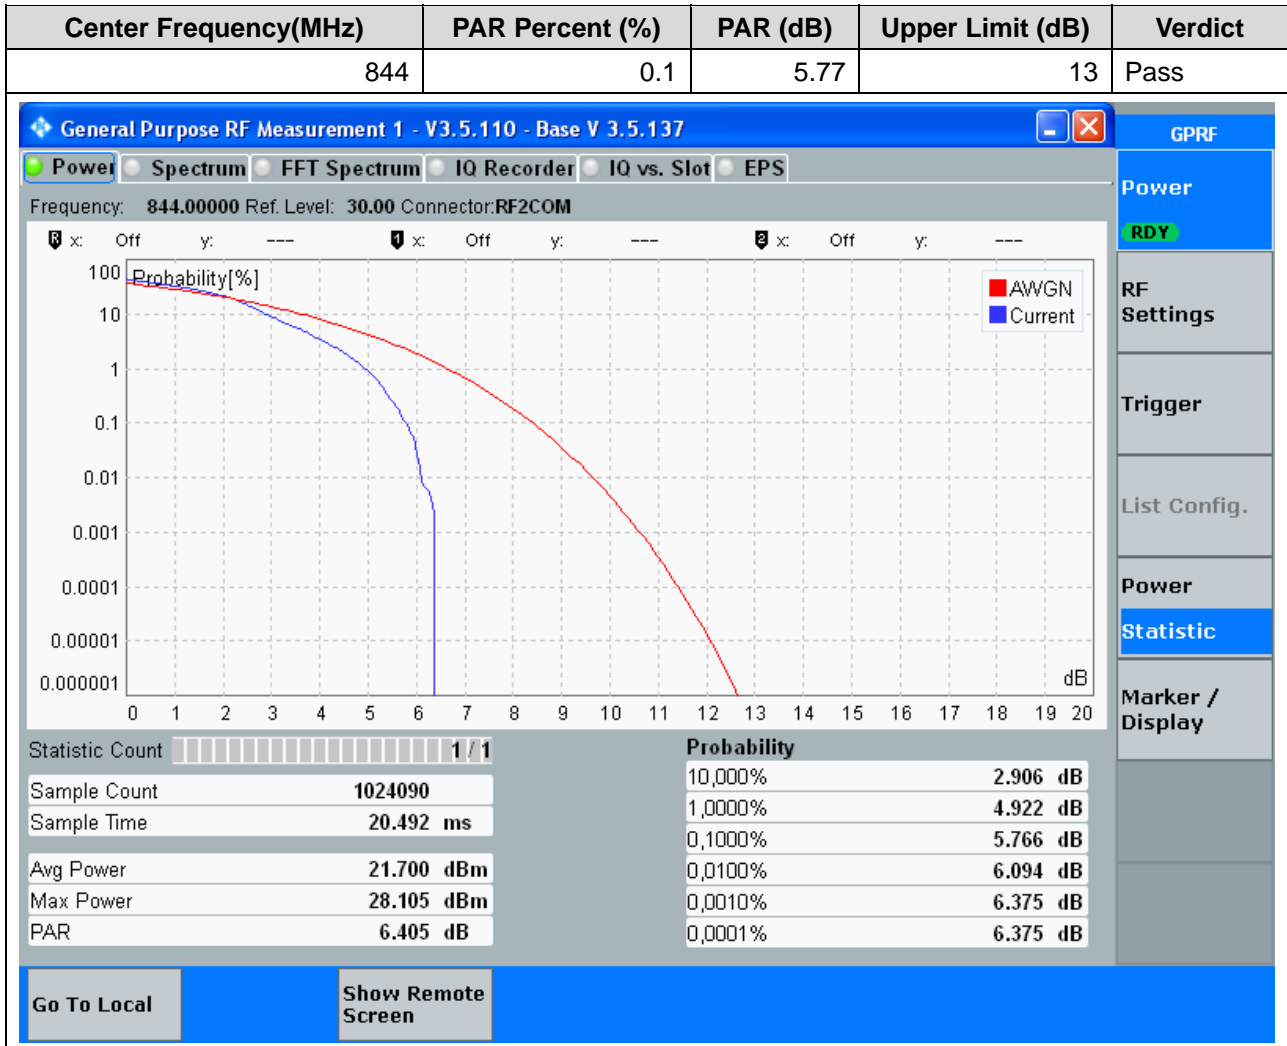 Center Frequency(MHz) PAR Percent (%) PAR (dB) Upper Limit (dB) Verdict
844 0.1 5.77 13 Pass
General Purpose RF Measurement 1 - V3.5.110 - Base V 3.5.137
GPRF
Power Spectrum FFT Spectrum IQ Recorder IQ vs. Slot EPS
Power
RDY
Frequency: 844.00000 Ref. Level: 30.00 Connector:RF2COM
R x: Off y: --- 1 x: Off y: --- 2 x: Off y: ---
Probability[%]
AWGN
Current
100
10
1
0.1
0.01
0.001
0.0001
0.00001
0.000001
dB
0 1 2 3 4 5 6 7 8 9 10 11 12 13 14 15 16 17 18 19 20
RF
Settings
Trigger
List Config.
Power
Statistic
Marker /
Display
Statistic Count 1 / 1
Sample Count 1024090
Sample Time 20.492 ms
Avg Power 21.700 dBm
Max Power 28.105 dBm
PAR 6.405 dB
Probability
10,000% 2.906 dB
1,0000% 4.922 dB
0,1000% 5.766 dB
0,0100% 6.094 dB
0,0010% 6.375 dB
0,0001% 6.375 dB
Go To Local
Show Remote
Screen